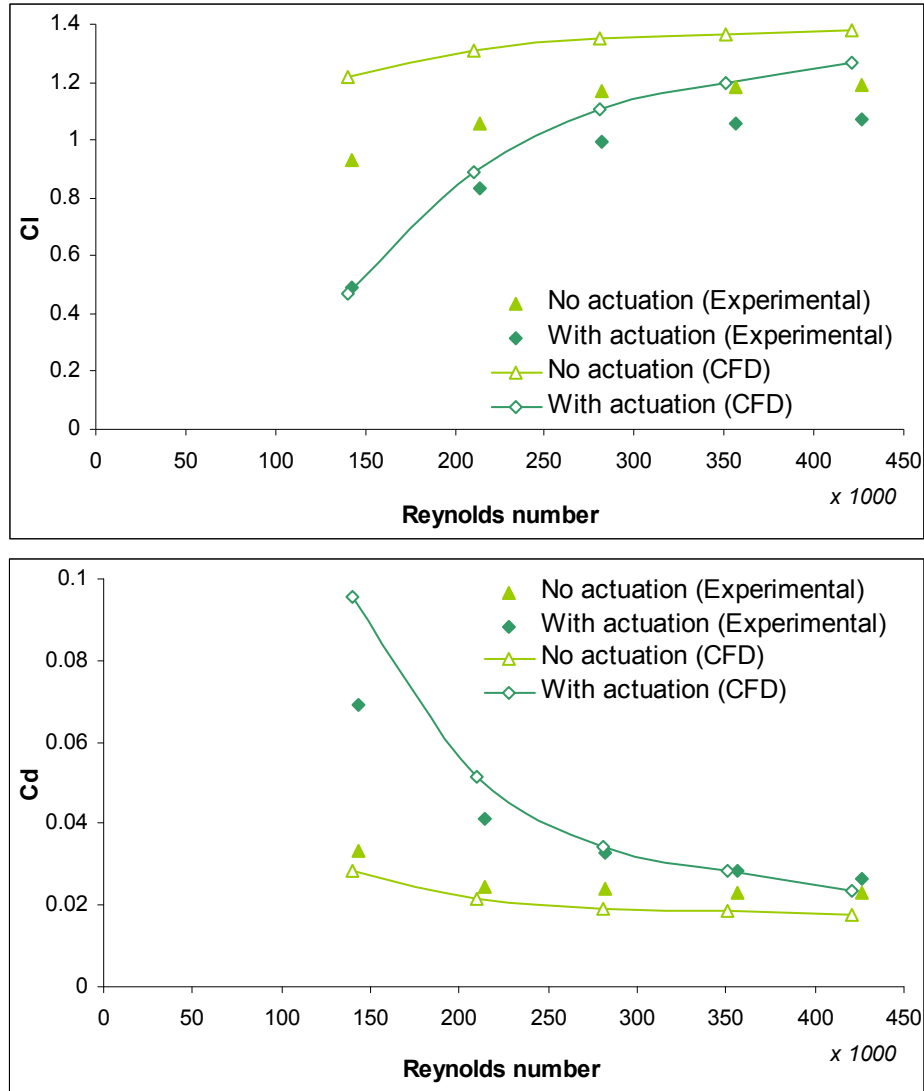 1.4
1.2
1
0.8
0.6
0.4
0.2
0
Cl
No actuation (Experimental)
With actuation (Experimental)
No actuation (CFD)
With actuation (CFD)
0 50 100 150 200 250 300 350 400 450
x 1000
Reynolds number
0.1
0.08
0.06
0.04
0.02
0
Cd
No actuation (Experimental)
With actuation (Experimental)
No actuation (CFD)
With actuation (CFD)
0 50 100 150 200 250 300 350 400 450
x 1000
Reynolds number